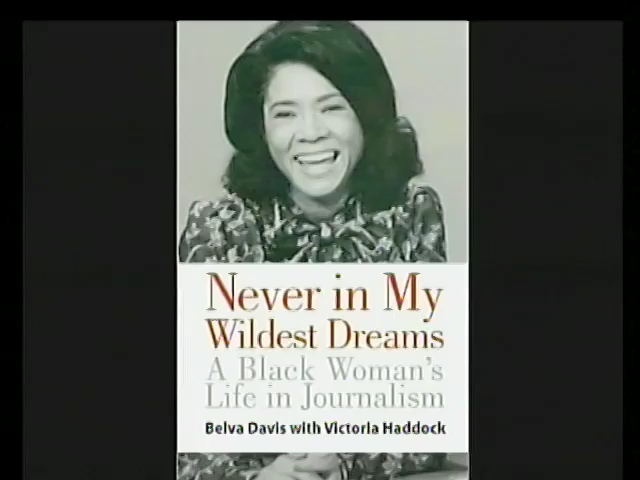 Never in My
Wildest Dreams
A Black Woman's
Life in Journalism
Belva Davis with Victoria Haddock